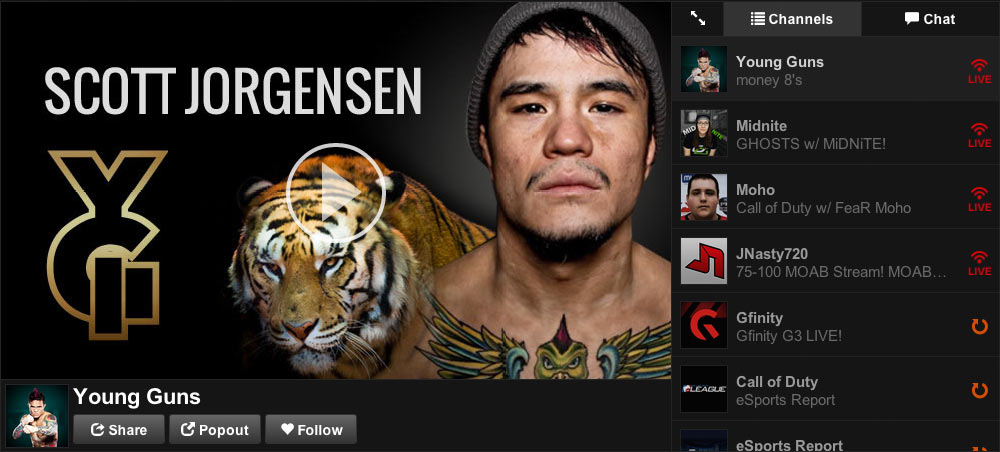 SCOTT JORGENSEN
YG
Young Guns
Share
Popout
Follow
Channels
Chat
Young Guns
money 8's
LIVE
Midnite
GHOSTS w/ MiDNiTE!
LIVE
Moho
Call of Duty w/ FeaR Moho
LIVE
JNasty720
75-100 MOAB Stream! MOAB…
LIVE
Gfinity
Gfinity G3 LIVE!
LEAGUE
Call of Duty
eSports Report
eSports Report